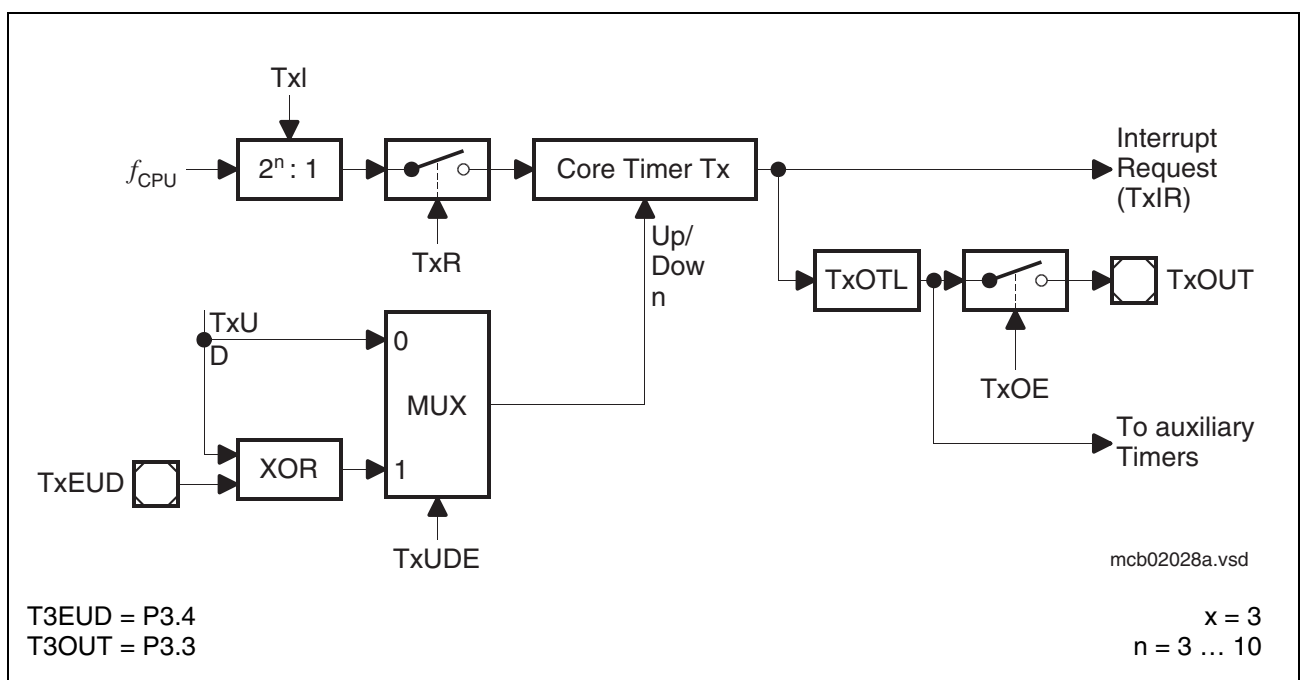 TxI
f CPU
2n : 1
Core Timer Tx
Interrupt
Request
(TxIR)
TxR
Up/
Dow
n
TxOTL
TxOUT
TxU
D
0
MUX
TxOE
XOR
1
TxEUD
To auxiliary
Timers
TxUDE
mcb02028a.vsd
T3EUD = P3.4
x = 3
T3OUT = P3.3
n = 3 … 10